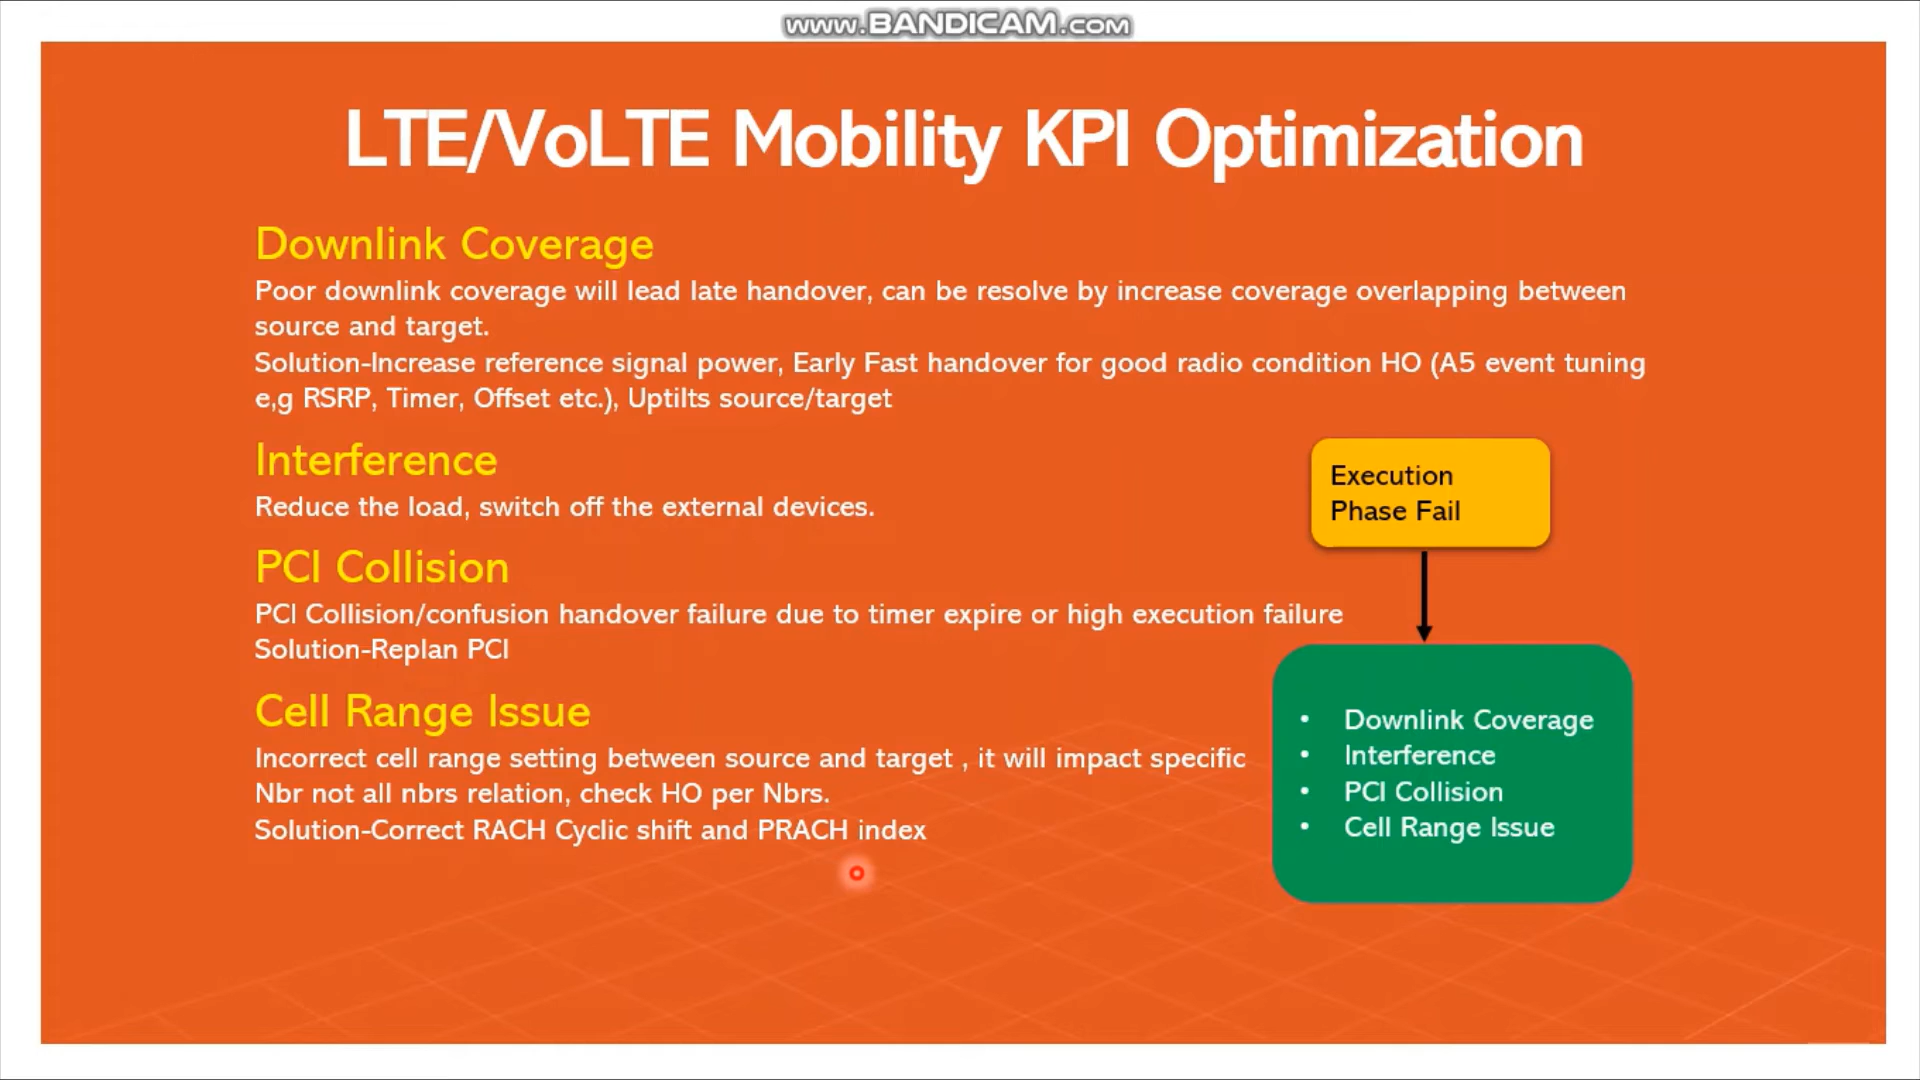 www.BANDICAM.com
LTE/VoLTE Mobility KPI Optimization
Downlink Coverage
Poor downlink coverage will lead late handover, can be resolve by increase coverage overlapping between
source and target.
Solution-Increase reference signal power, Early Fast handover for good radio condition HO (A5 event tuning
e,g RSRP, Timer, Offset etc.), Uptilts source/target
Interference
Reduce the load, switch off the external devices.
PCI Collision
PCI Collision/confusion handover failure due to timer expire or high execution failure
Solution-Replan PCI
Cell Range Issue
Incorrect cell range setting between source and target , it will impact specific
Nbr not all nbrs relation, check HO per Nbrs.
Solution-Correct RACH Cyclic shift and PRACH index
Execution
Phase Fail
• Downlink Coverage
• Interference
• PCI Collision
• Cell Range Issue